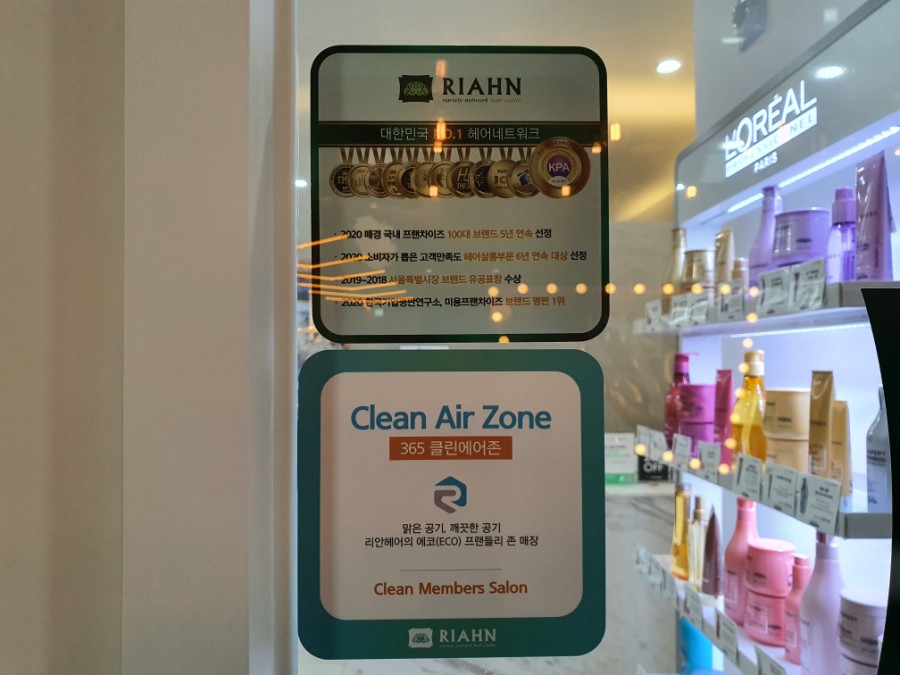 RIAHN
variety network hair castle
대한민국 NO.1 헤어네트워크
KPA
· 2020 매경 국내 프랜차이즈 100대 브랜드 5년 연속 선정
· 2020 소비자가 뽑은 고객만족도 헤어살롱부문 6년 연속 대상 선정
· 2019~2018 서울특별시장 브랜드 유공표창 수상
· 2020 한국기업평판연구소, 미용프랜차이즈 브랜드 평판 1위
Clean Air Zone
365 클린에어존
맑은 공기, 깨끗한 공기
리안헤어의 에코(ECO) 프랜들리 존 매장
Clean Members Salon
RIAHN
variety network hair castle
L'ORÉAL
PROFESSIONNEL
PARIS
OFF